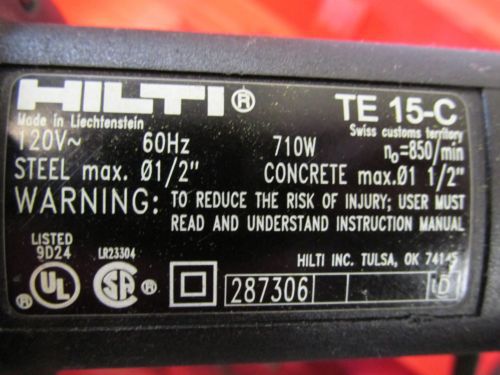 HILTI ® TE 15-C
Made in Liechtenstein Swiss customs territory
120V~ 60Hz 710W n₀=850/min
STEEL max. Ø1/2" CONCRETE max.Ø1 1/2"
WARNING: TO REDUCE THE RISK OF INJURY; USER MUST
READ AND UNDERSTAND INSTRUCTION MANUAL
LISTED
9D24 LR23304
HILTI INC. TULSA, OK 74145
UL ® SA ® 287306 D